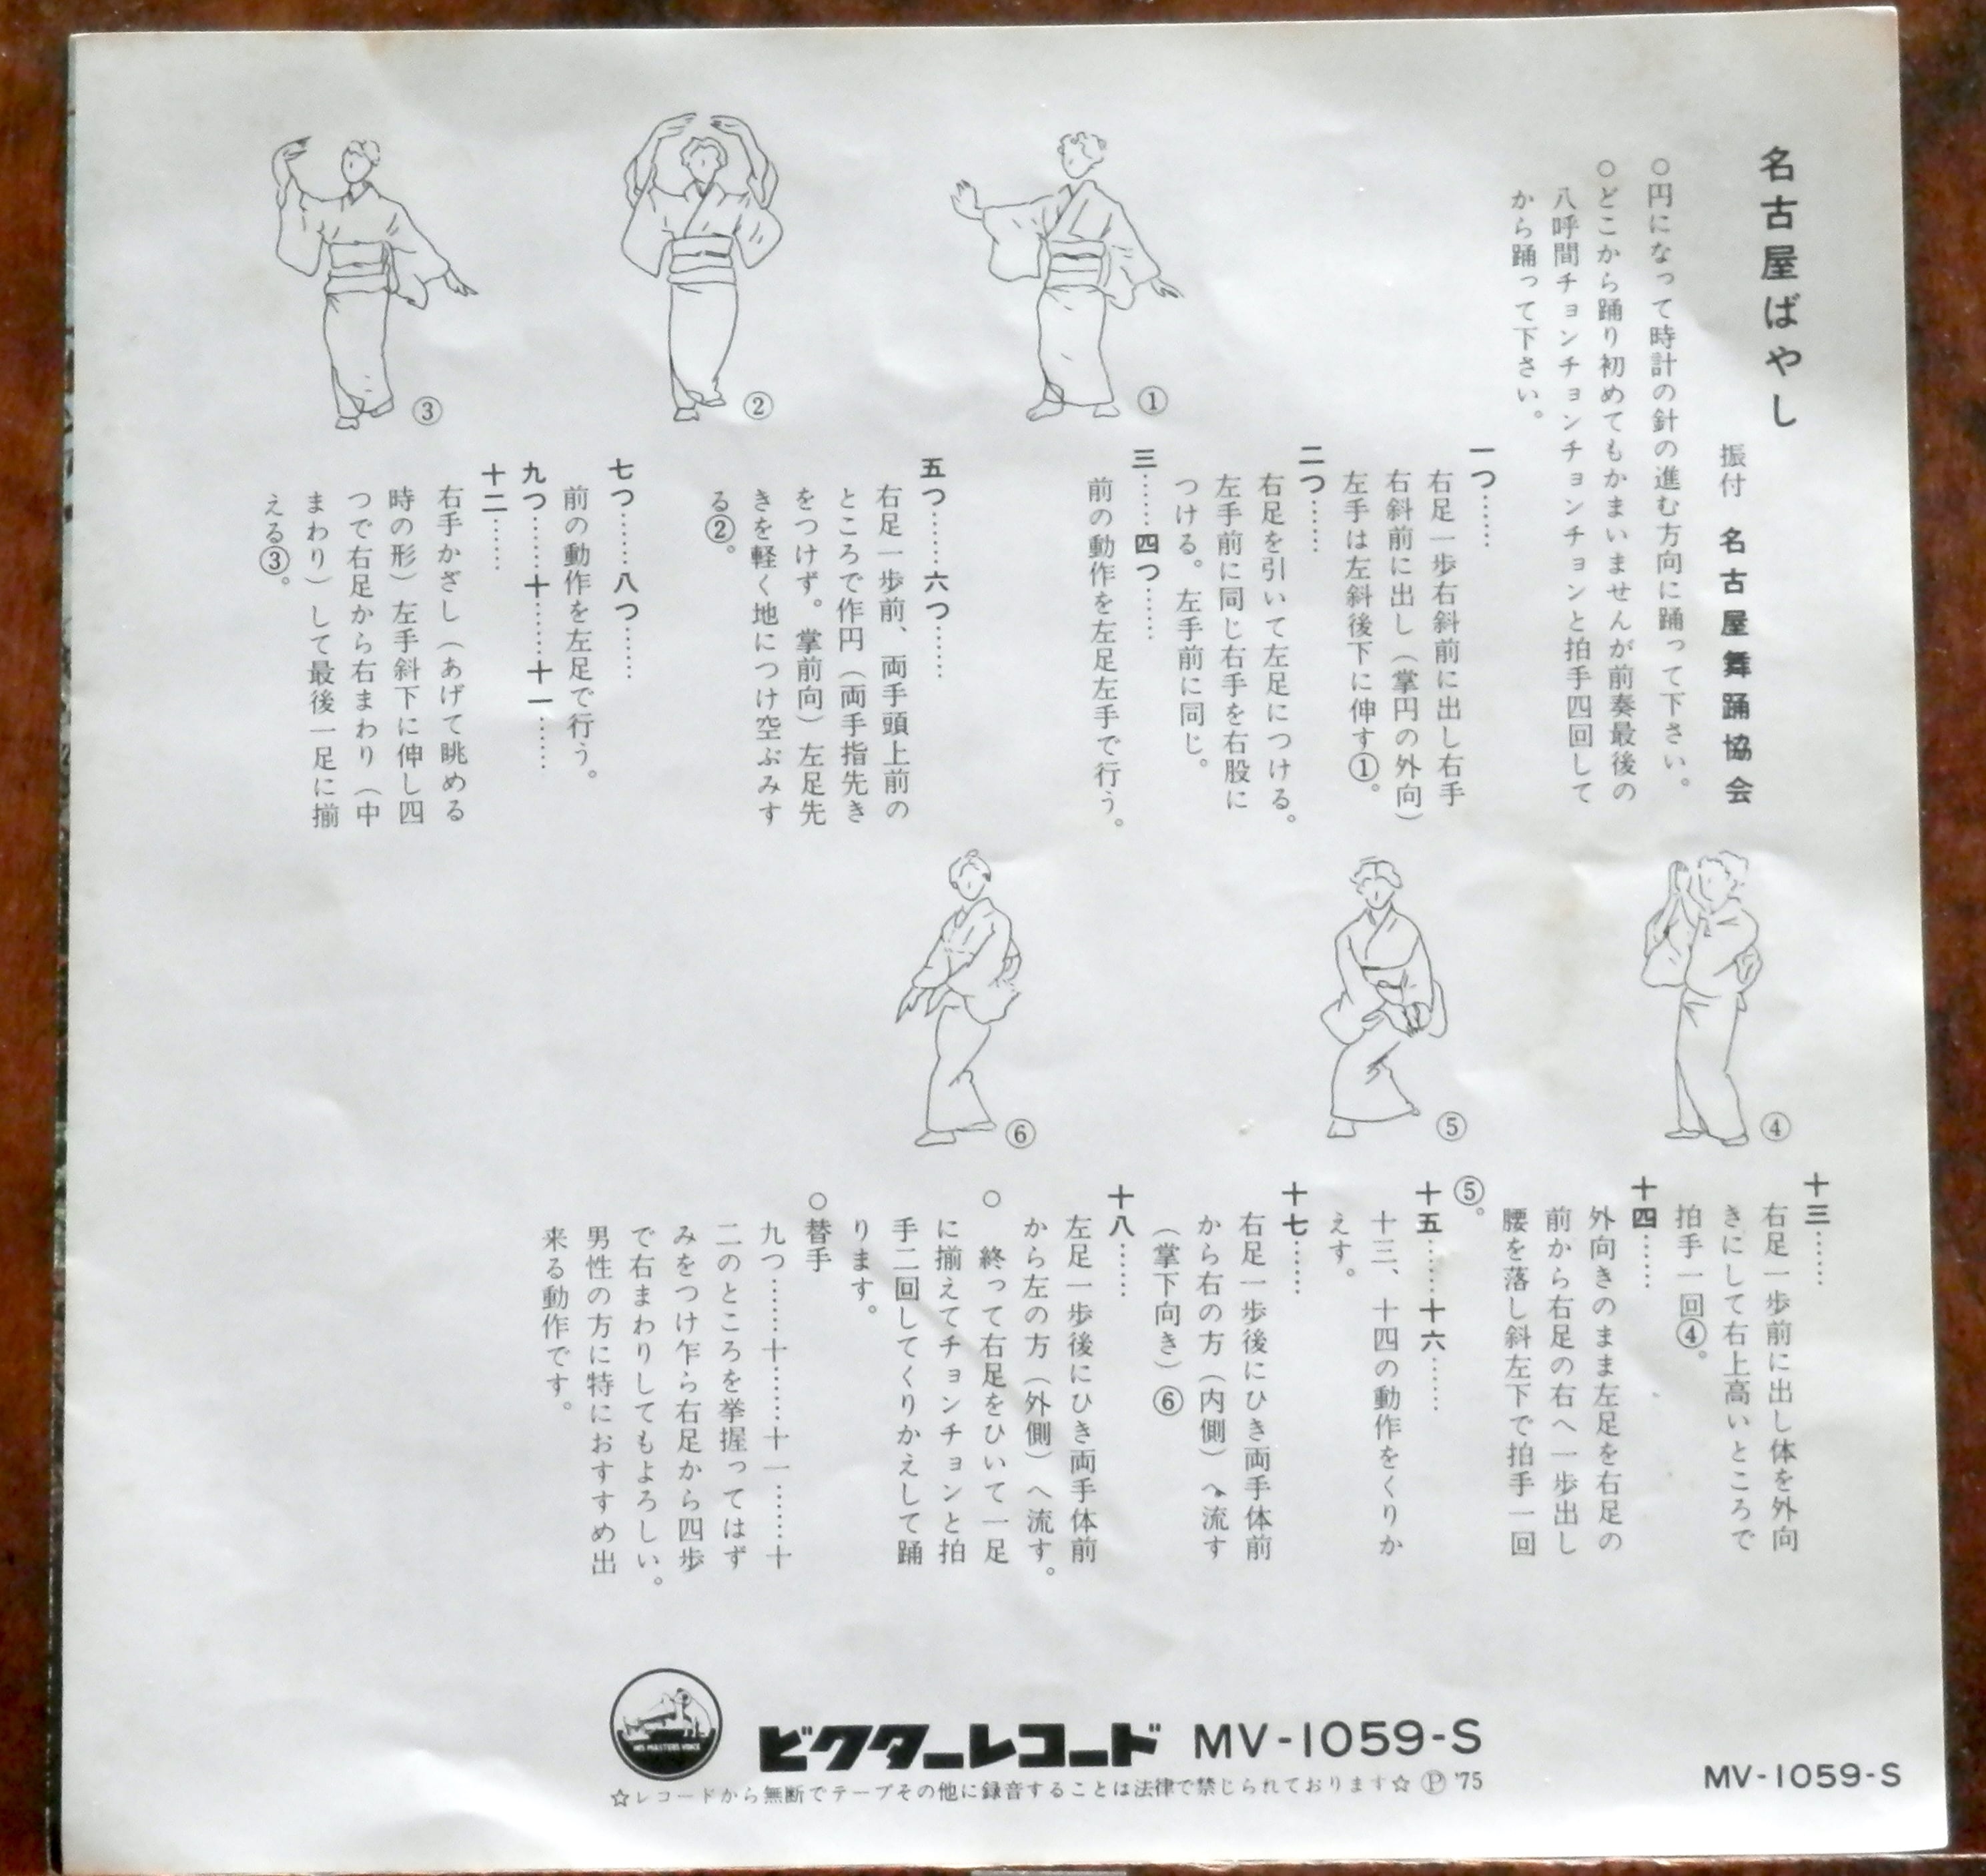 名古屋ばやし
振付 名古屋舞踊協会
○円になって時計の針の進む方向に踊って下さい。
○どこから踊り初めてもかまいませんが前奏最後の
八呼間チョンチョンチョンチョンと拍手四回して
から踊って下さい。
①
②
③
一つ……
右足一歩右斜前に出し右手
右斜前に出し(掌円の外向)
左手は左斜後下に伸す①。
二つ……
右足を引いて左足につける。
左手前に同じ右手を右股に
つける。左手前に同じ。
三……四つ……
前の動作を左足左手で行う。
五つ……六つ……
右足一歩前、両手頭上前の
ところで作円(両手指先き
をつけず。掌前向)左足先
きを軽く地につけ空ぶみす
る②。
七つ……八つ……
前の動作を左足で行う。
九つ……十……十一……
十二……
右手かざし(あげて眺める
時の形)左手斜下に伸し四
つで右足から右まわり(中
まわり)して最後一足に揃
える③。
④
⑤
⑥
十三……
右足一歩前に出し体を外向
きにして右上高いところで
拍手一回④。
十四……
外向きのまま左足を右足の
前から右足の右へ一歩出し
腰を落し斜左下で拍手一回
⑤。
十五……十六……
十三、十四の動作をくりか
えす。
十七……
右足一歩後にひき両手体前
から右の方(内側)へ流す
(掌下向き)⑥
十八……
左足一歩後にひき両手体前
から左の方(外側)へ流す。
○ 終って右足をひいて一足
に揃えてチョンチョンと拍
手二回してくりかえして踊
ります。
○替手
九つ……十……十一……十
二のところを挙握ってはず
みをつけ乍ら右足から四歩
で右まわりしてもよろしい。
男性の方に特におすすめ出
来る動作です。
HIS MASTERS VOICE
ビクターレコード MV-1059-S
☆レコードから無断でテープその他に録音することは法律で禁じられております☆ Ⓟ '75
MV-1059-S